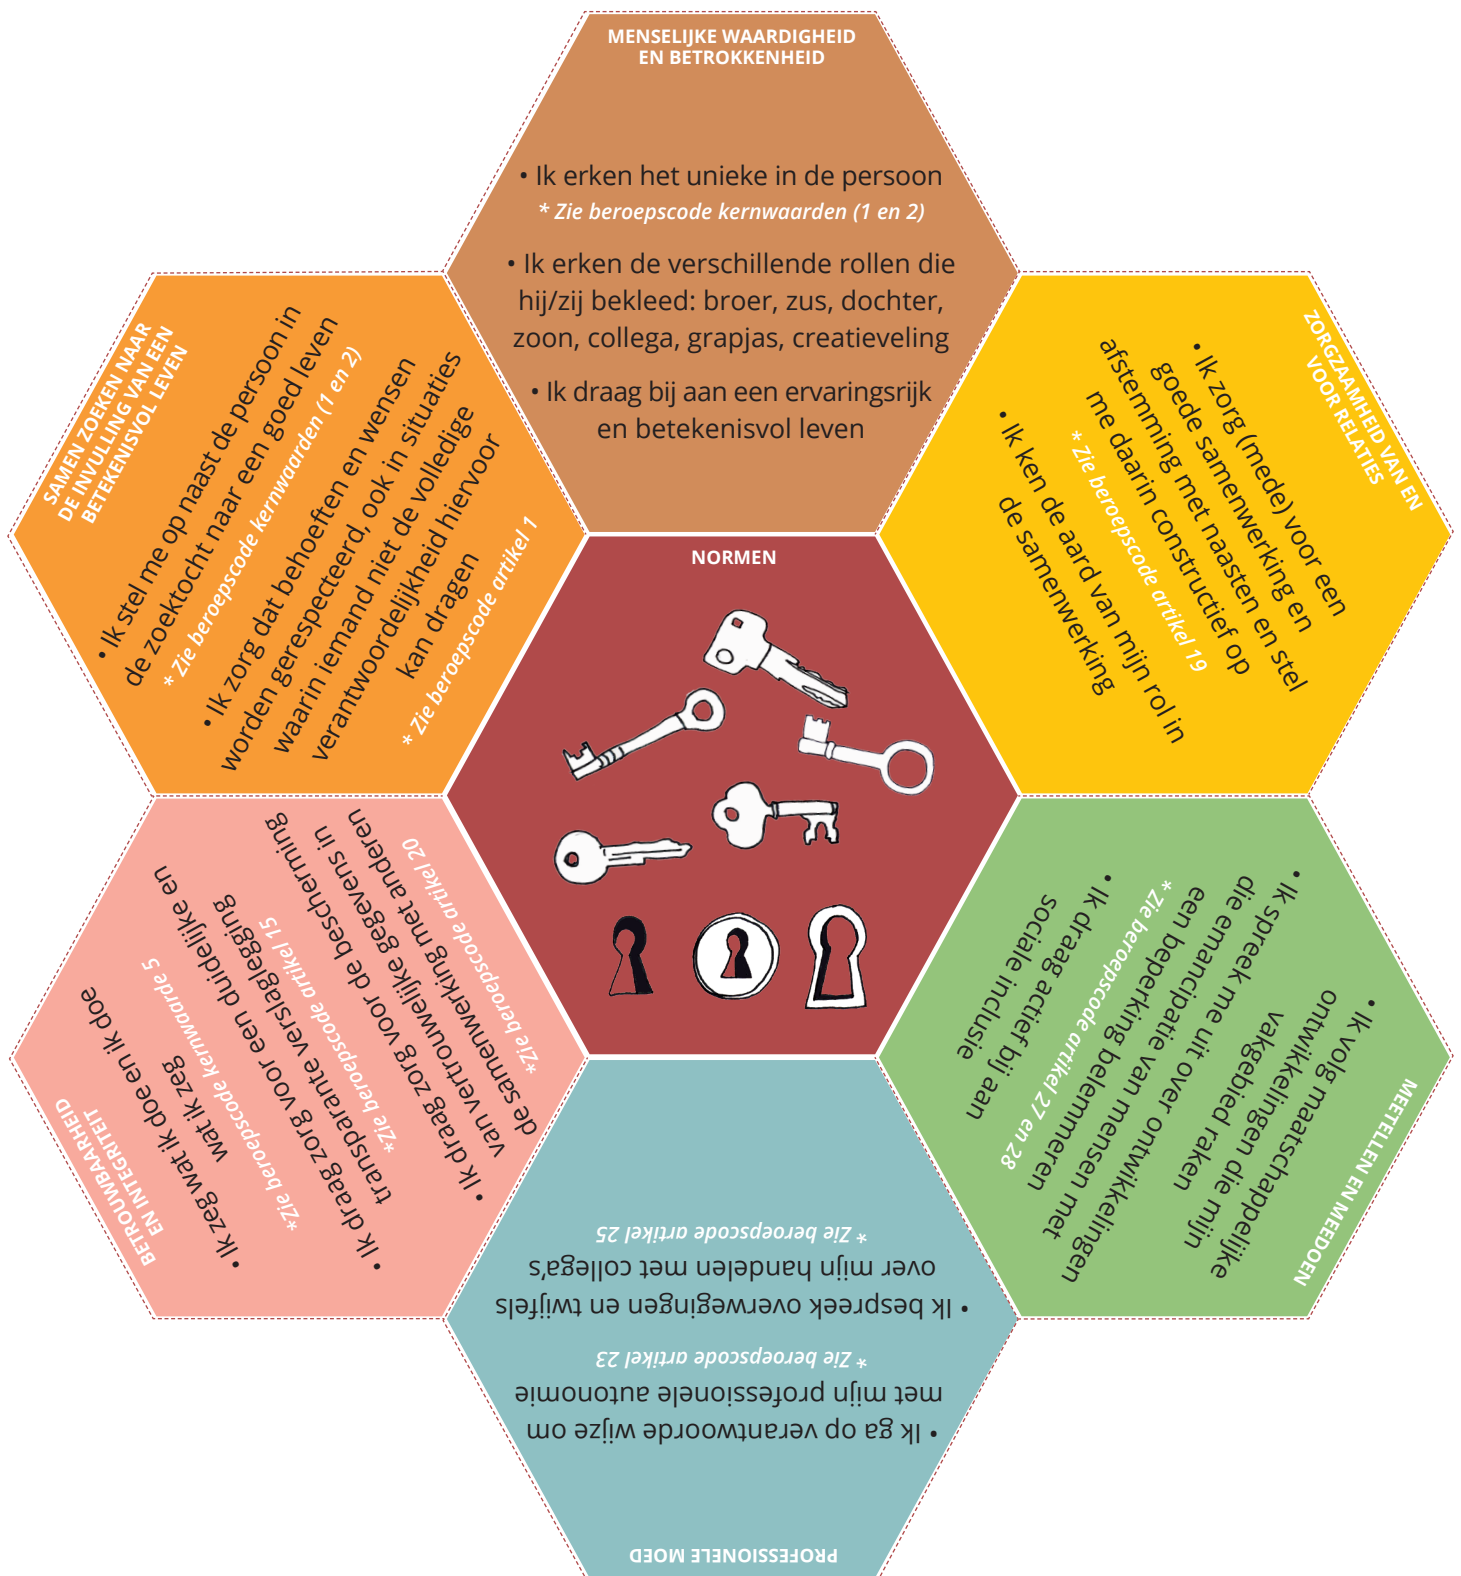 MENSELIJKE WAARDIGHEID
EN BETROKKENHEID
• Ik erken het unieke in de persoon
* Zie beroepscode kernwaarden (1 en 2)
• Ik erken de verschillende rollen die
hij/zij bekleed: broer, zus, dochter,
zoon, collega, grapjas, creatieveling
• Ik draag bij aan een ervaringsrijk
en betekenisvol leven
ZORGZAAMHEID VAN EN
VOOR RELATIES
• Ik zorg (mede) voor een
goede samenwerking en
afstemming met naasten en stel
me daarin constructief op
* Zie beroepscode artikel 19
• Ik ken de aard van mijn rol in
de samenwerking
MEETELLEN EN MEEDOEN
• Ik volg maatschappelijke
ontwikkelingen die mijn
vakgebied raken
• Ik spreek me uit over ontwikkelingen
die emancipatie van mensen met
een beperking belemmeren
* Zie beroepscode artikel 27 en 28
• Ik draag actief bij aan
sociale inclusie
PROFESSIONELE MOED
• Ik ga op verantwoorde wijze om
met mijn professionele autonomie
* Zie beroepscode artikel 23
• Ik bespreek overwegingen en twijfels
over mijn handelen met collega's
* Zie beroepscode artikel 25
BETROUWBAARHEID
EN INTEGRITEIT
• Ik zeg wat ik doe en ik doe
wat ik zeg
*Zie beroepscode kernwaarde 5
• Ik draag zorg voor een duidelijke en
transparante verslaglegging
*Zie beroepscode artikel 15
• Ik draag zorg voor de bescherming
van vertrouwelijke gegevens in
de samenwerking met anderen
*Zie beroepscode artikel 20
SAMEN ZOEKEN NAAR
DE INVULLING VAN EEN
BETEKENISVOL LEVEN
• Ik stel me op naast de persoon in
de zoektocht naar een goed leven
* Zie beroepscode kernwaarden (1 en 2)
• Ik zorg dat behoeften en wensen
worden gerespecteerd, ook in situaties
waarin iemand niet de volledige
verantwoordelijkheid hiervoor
kan dragen
* Zie beroepscode artikel 1
NORMEN